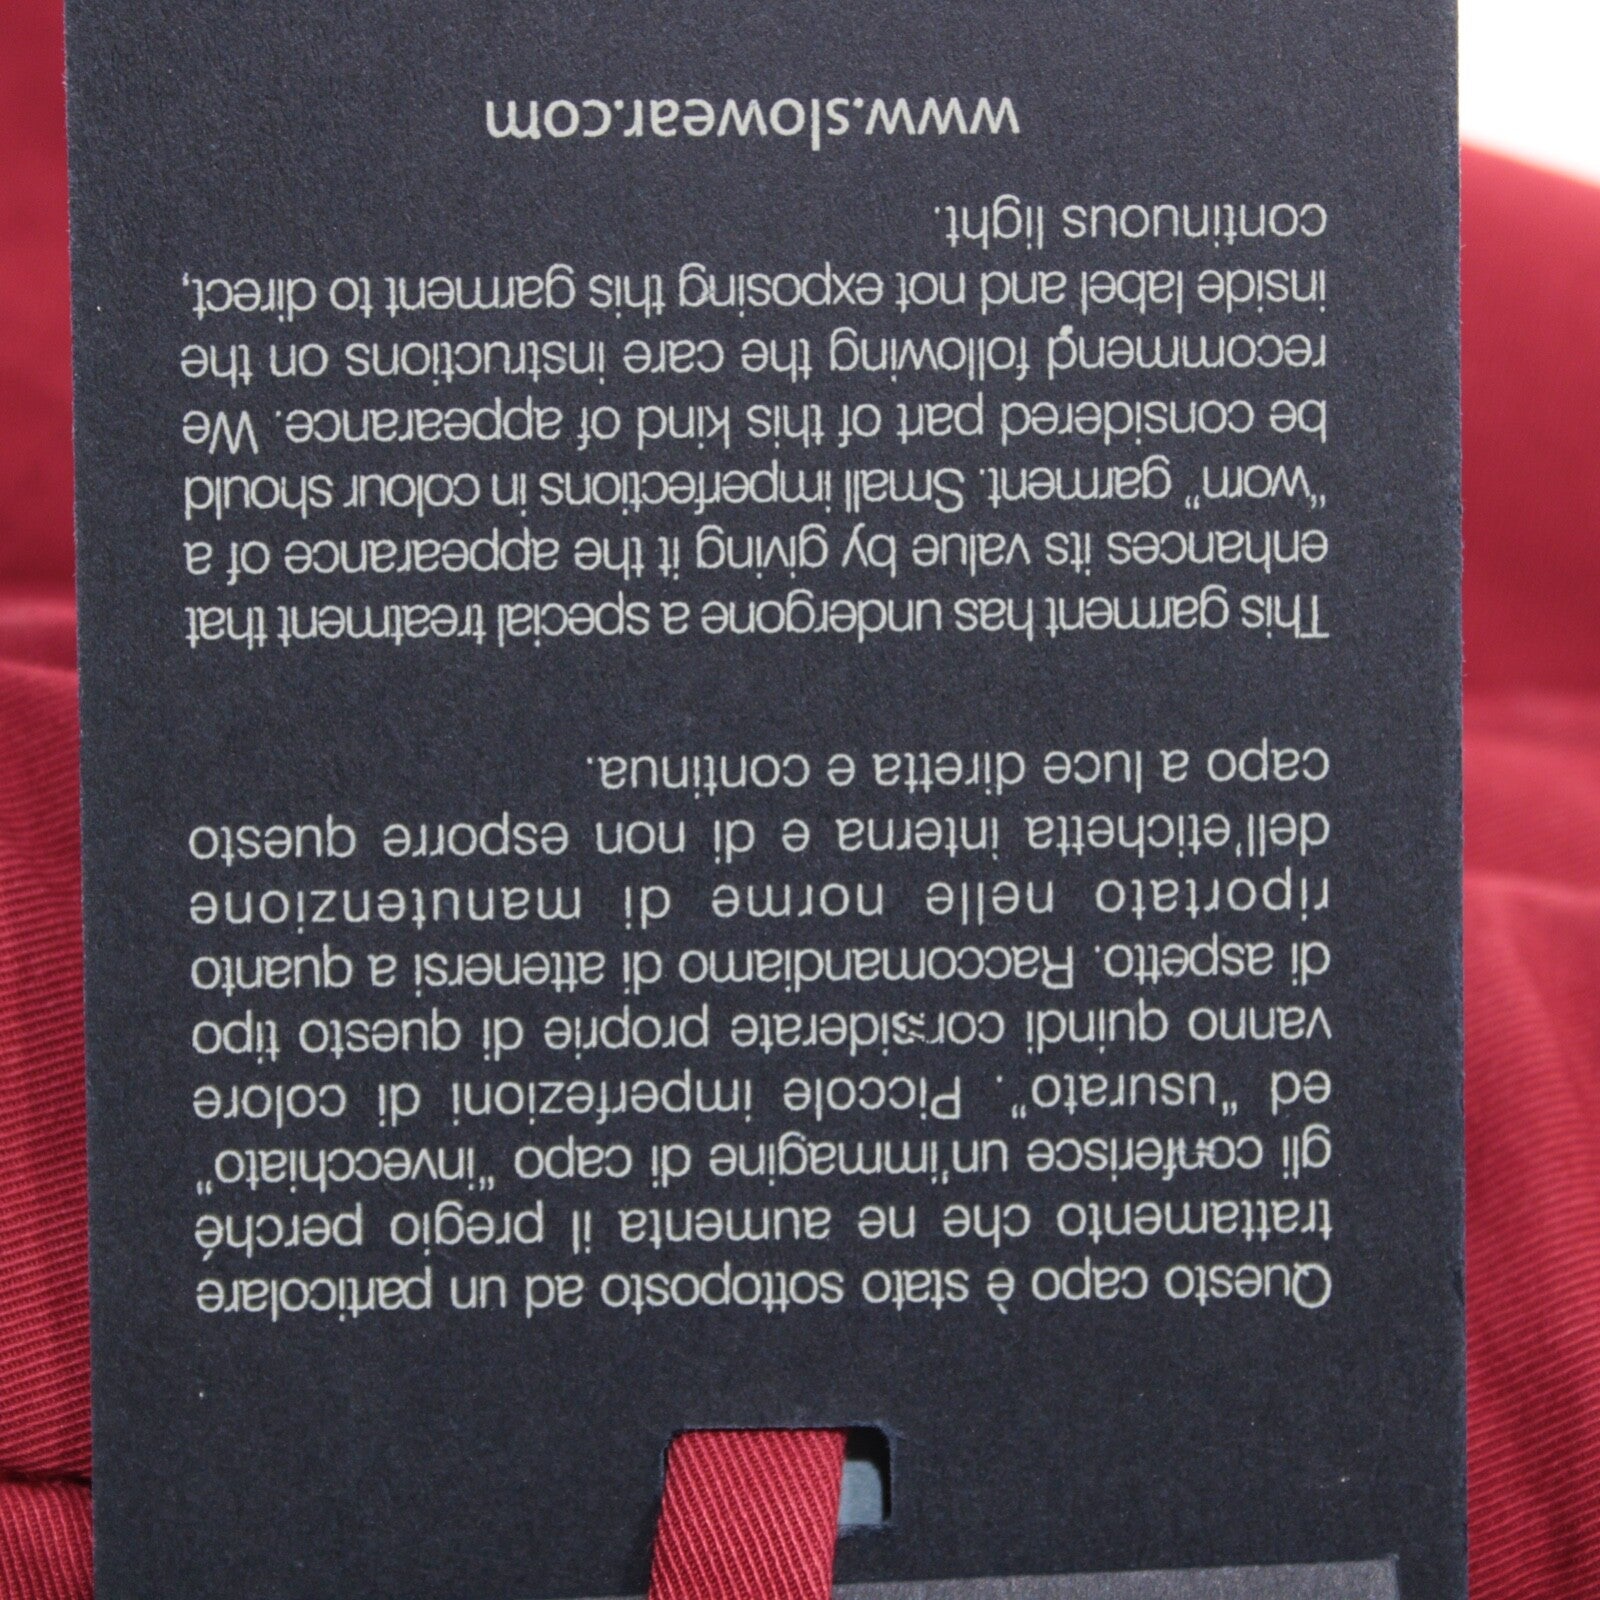 Questo capo è stato sottoposto ad un particolare
trattamento che ne aumenta il pregio perché
gli conferisce un'immagine di capo "invecchiato"
ed "usurato" . Piccole imperfezioni di colore
vanno quindi considerate proprie di questo tipo
di aspetto. Raccomandiamo di attenersi a quanto
riportato nelle norme di manutenzione
dell'etichetta interna e di non esporre questo
capo a luce diretta e continua.
This garment has undergone a special treatment that
enhances its value by giving it the appearance of a
"worn" garment. Small imperfections in colour should
be considered part of this kind of appearance. We
recommend following the care instructions on the
inside label and not exposing this garment to direct,
continuous light.
www.slowear.com